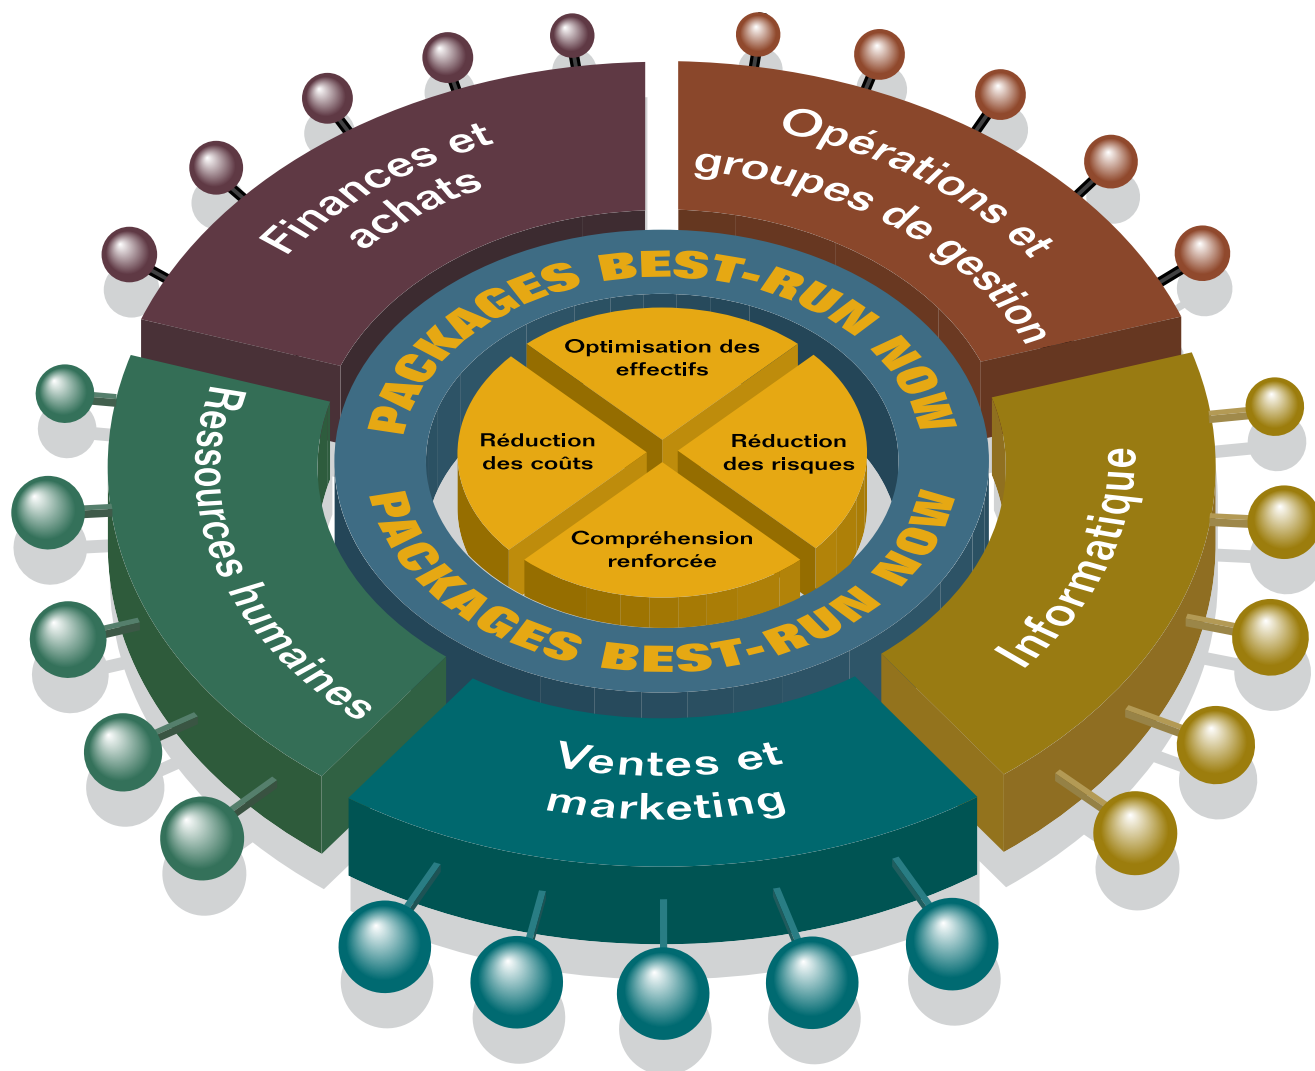 Finances et
achats
Opérations et
groupes de gestion
PACKAGES BEST-RUN NOW
Optimisation des
effectifs
Réduction
des coûts
Réduction
des risques
Compréhension
renforcée
PACKAGES BEST-RUN NOW
Ressources humaines
Informatique
Ventes et
marketing